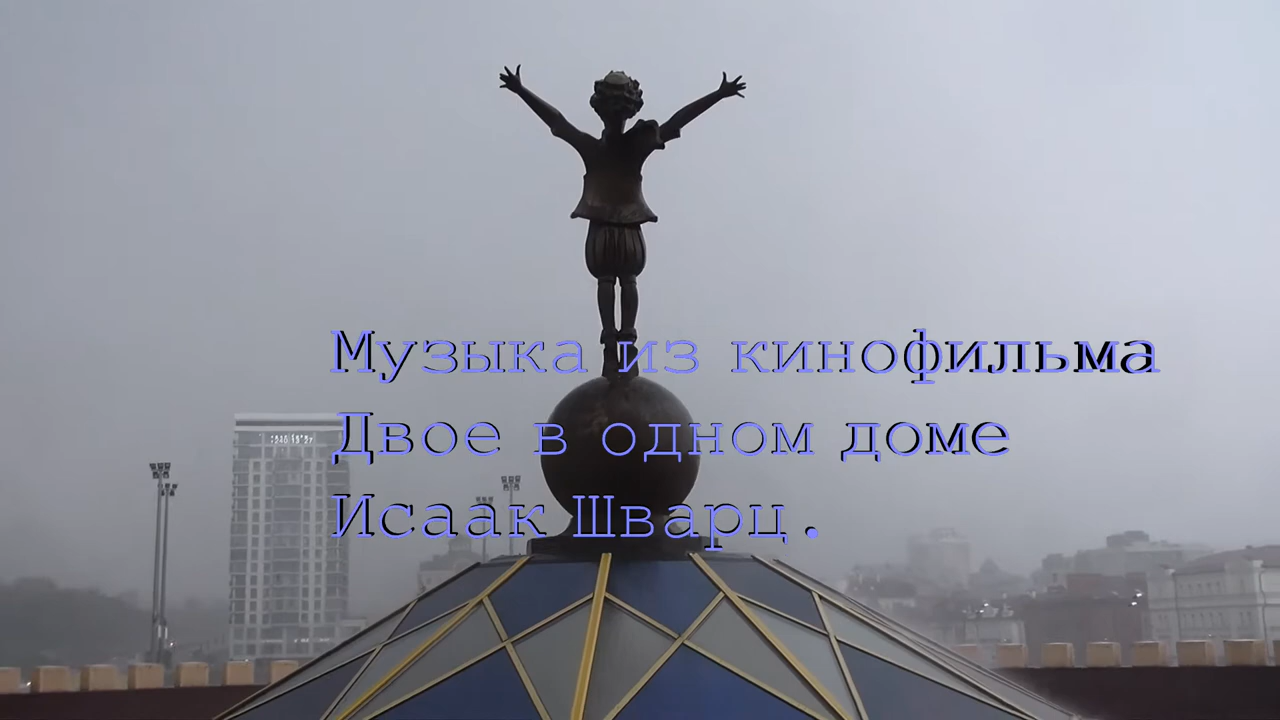 Музыка из кинофильма
Двое в одном доме
Исаак Шварц.